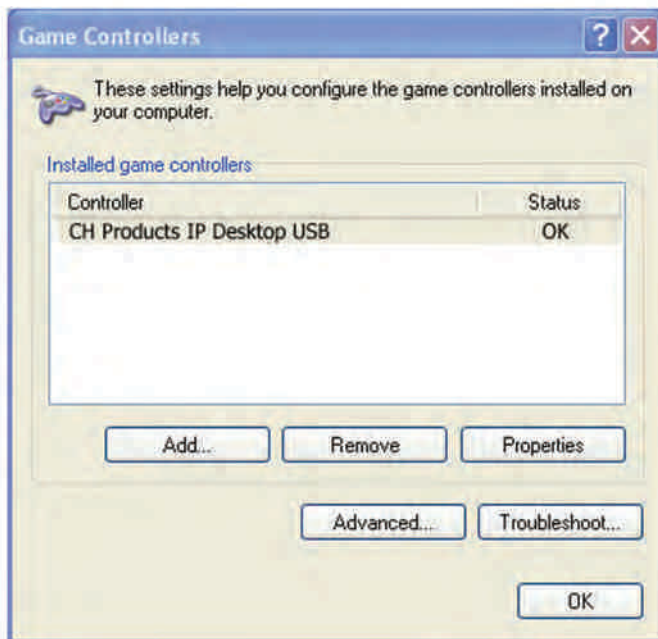 Game Controllers
These settings help you configure the game controllers installed on
your computer.
Installed game controllers
Controller Status
CH Products IP Desktop USB OK
Add... Remove Properties
Advanced... Troubleshoot...
OK